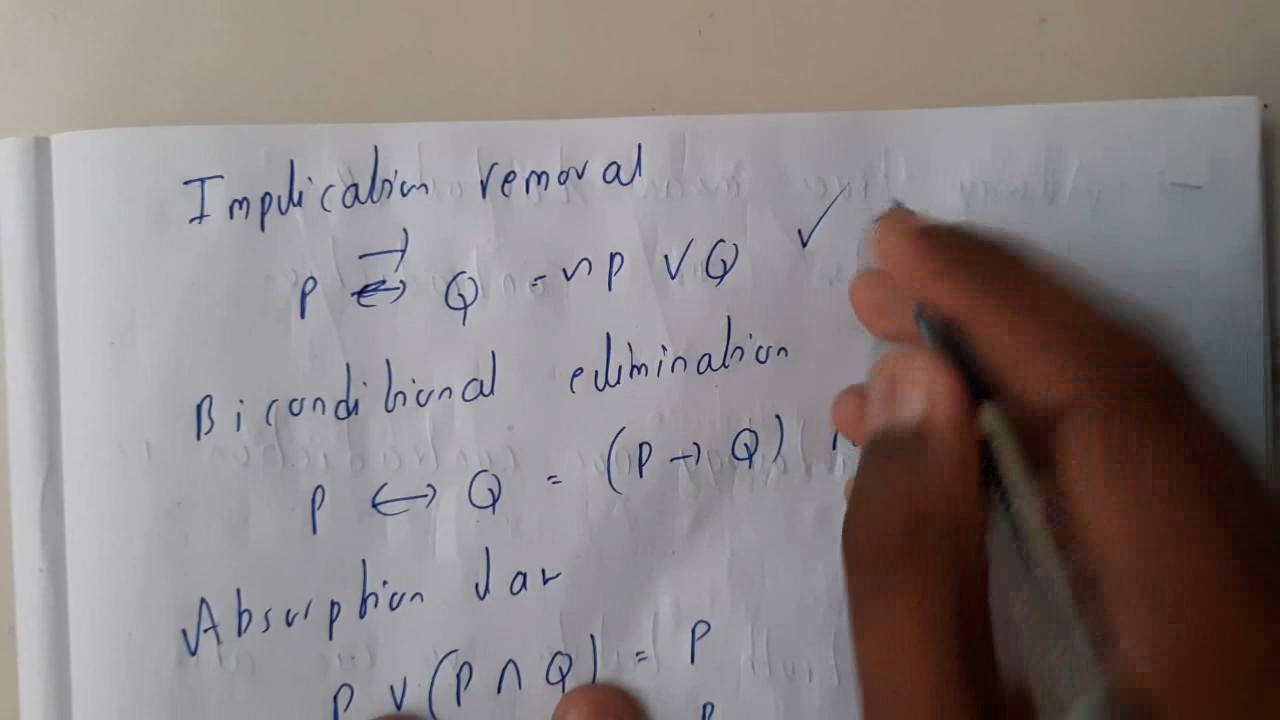 Implication removal
P → Q = ~P ∨ Q ✓
Biconditional elimination
P ↔ Q = (P → Q) ∧
Absorption law
P ∨ (P ∧ Q) = P
P